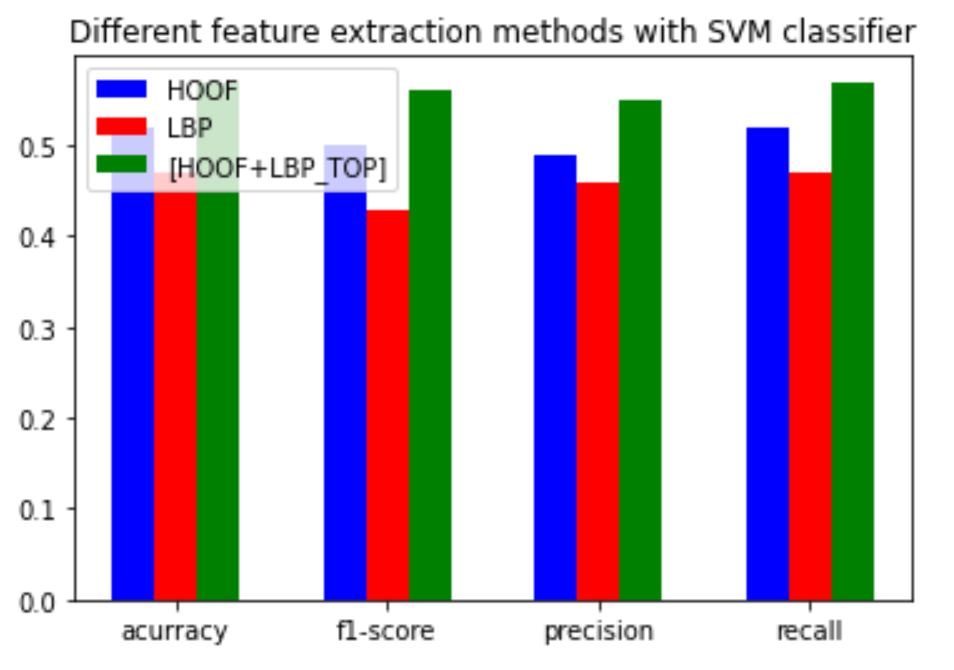 Different feature extraction methods with SVM classifier
HOOF
LBP
[HOOF+LBP_TOP]
0.5
0.4
0.3
0.2
0.1
0.0
acurracy f1-score precision recall